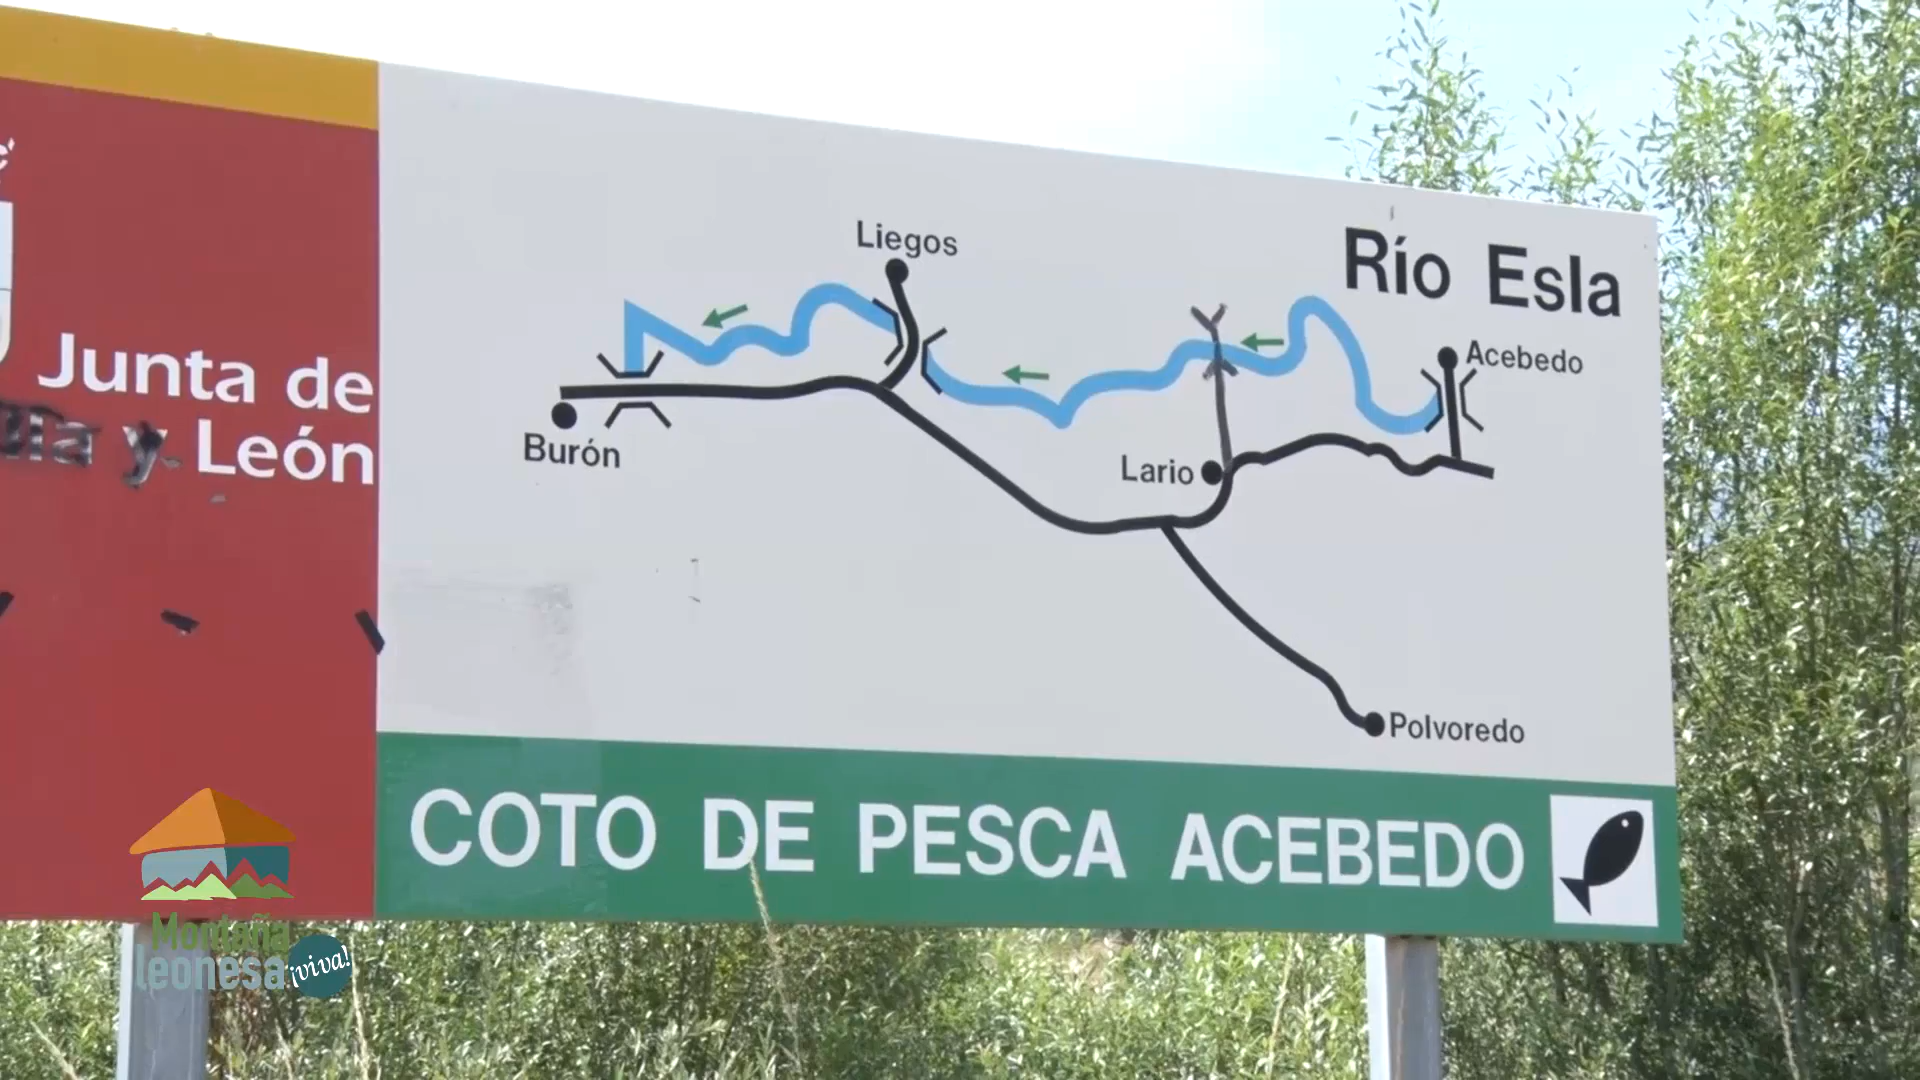 Junta de
y León
Río Esla
Liegos
Acebedo
Burón
Lario
Polvoredo
COTO DE PESCA ACEBEDO
Montaña
leonesa
¡viva!